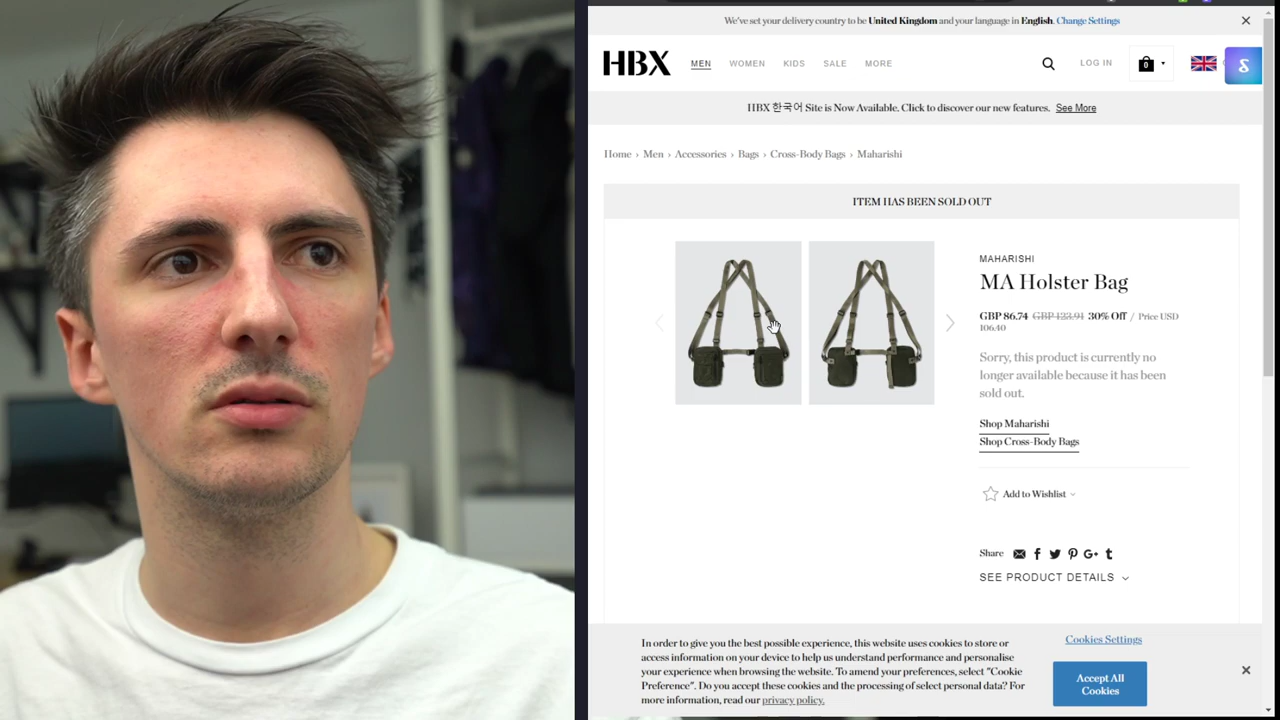 We've set your delivery country to be United Kingdom and your language in English. Change Settings
HBX
MEN
WOMEN
KIDS
SALE
MORE
LOG IN
0
HBX 한국어 Site is Now Available. Click to discover our new features. See More
Home › Men › Accessories › Bags › Cross-Body Bags › Maharishi
ITEM HAS BEEN SOLD OUT
MAHARISHI
MA Holster Bag
GBP 86.74 GBP 123.91 30% Off / Price USD
106.40
Sorry, this product is currently no
longer available because it has been
sold out.
Shop Maharishi
Shop Cross-Body Bags
Add to Wishlist
Share
SEE PRODUCT DETAILS
In order to give you the best possible experience, this website uses cookies to store or
access information on your device to help us understand performance and personalise
your experience when browsing the website. To amend your preferences, select "Cookie
Preference". Do you accept these cookies and the processing of select personal data? For
more information, read our privacy policy.
Cookies Settings
Accept All
Cookies